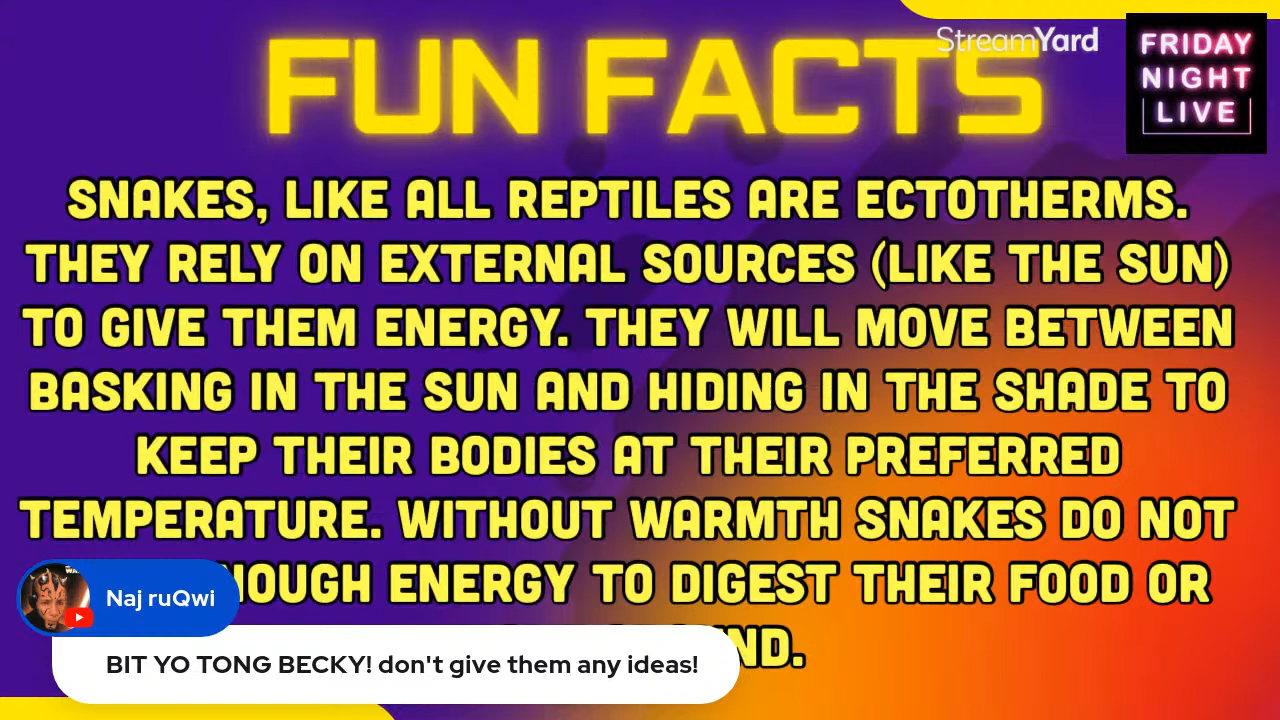 FUN FACTS
StreamYard
FRIDAY
NIGHT
LIVE
SNAKES, LIKE ALL REPTILES ARE ECTOTHERMS.
THEY RELY ON EXTERNAL SOURCES (LIKE THE SUN)
TO GIVE THEM ENERGY. THEY WILL MOVE BETWEEN
BASKING IN THE SUN AND HIDING IN THE SHADE TO
KEEP THEIR BODIES AT THEIR PREFERRED
TEMPERATURE. WITHOUT WARMTH SNAKES DO NOT
ENERGY TO DIGEST THEIR FOOD OR
Naj ruQwi
BIT YO TONG BECKY! don't give them any ideas!